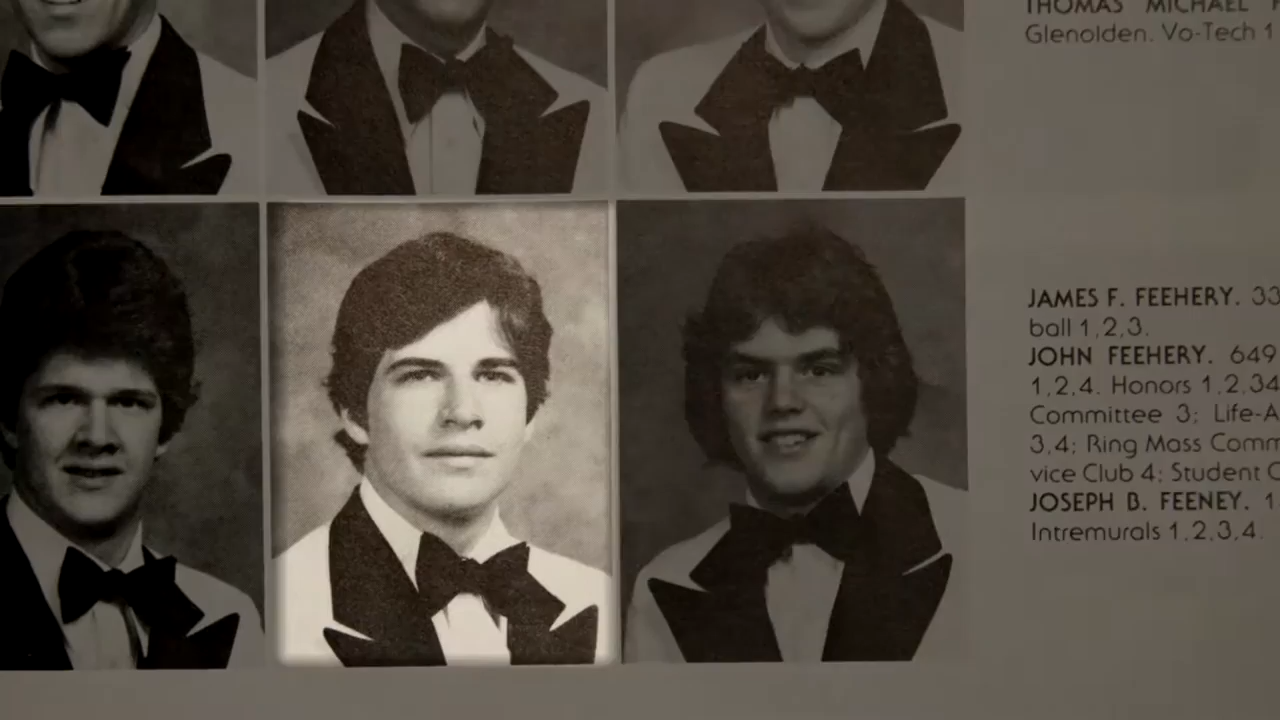 THOMAS MICHAEL
Glenolden. Vo-Tech 1
JAMES F. FEEHERY. 33
ball 1,2,3.
JOHN FEEHERY. 649
1,2,4. Honors 1,2,34
Committee 3; Life-A
3,4; Ring Mass Comm
vice Club 4; Student C
JOSEPH B. FEENEY. 1
Intremurals 1,2,3,4.